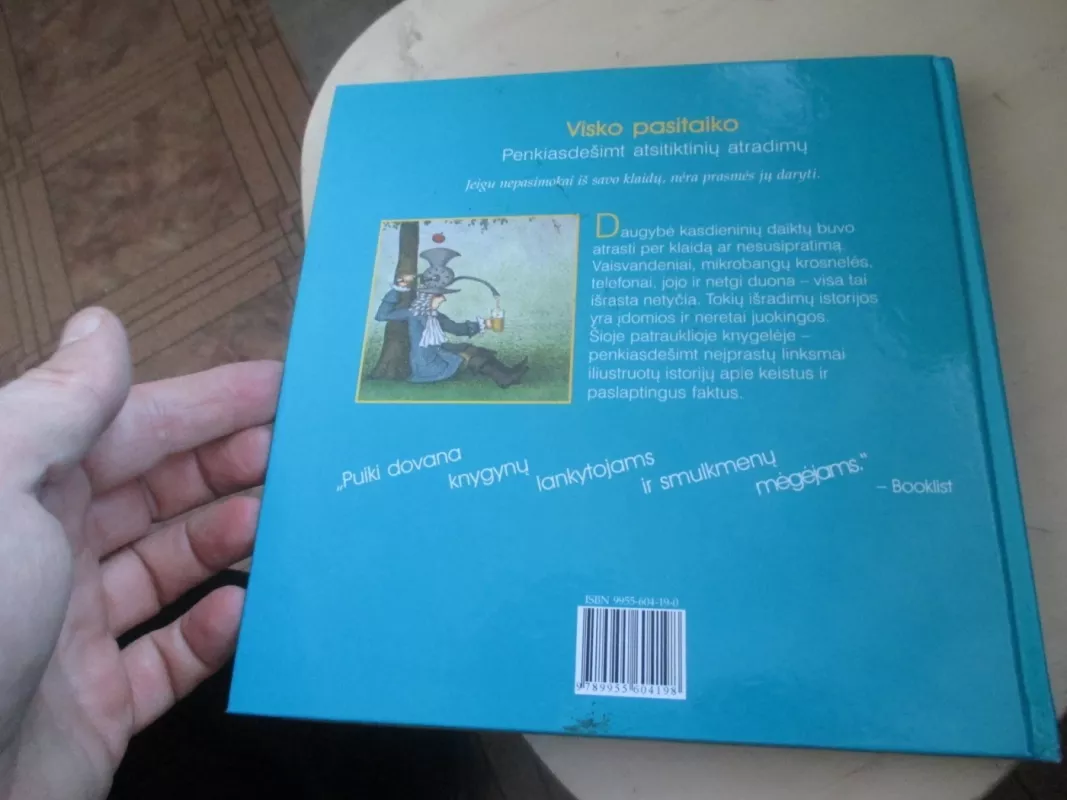 Visko pasitaiko
Penkiasdešimt atsitiktinių atradimų
Jeigu nepasimokai iš savo klaidų, nėra prasmės jų daryti.
Daugybė kasdieninių daiktų buvo
atrasti per klaidą ar nesusipratimą.
Vaisvandeniai, mikrobangų krosnelės,
telefonai, jojo ir netgi duona – visa tai
išrasta netyčia. Tokių išradimų istorijos
yra įdomios ir neretai juokingos.
Šioje patrauklioje knygelėje –
penkiasdešimt neįprastų linksmai
iliustruotų istorijų apie keistus ir
paslaptingus faktus.
„Puiki dovana knygynų lankytojams ir smulkmenų mėgėjams.“ – Booklist
ISBN 9955-604-19-0
9 789955 604198